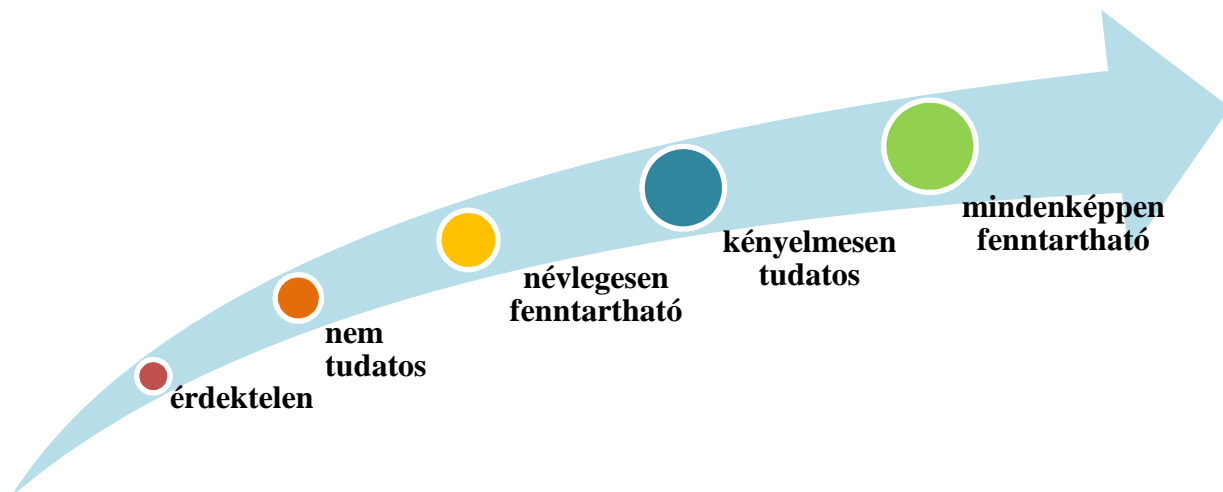 érdektelen
nem
tudatos
névlegesen
fenntartható
kényelmesen
tudatos
mindenképpen
fenntartható